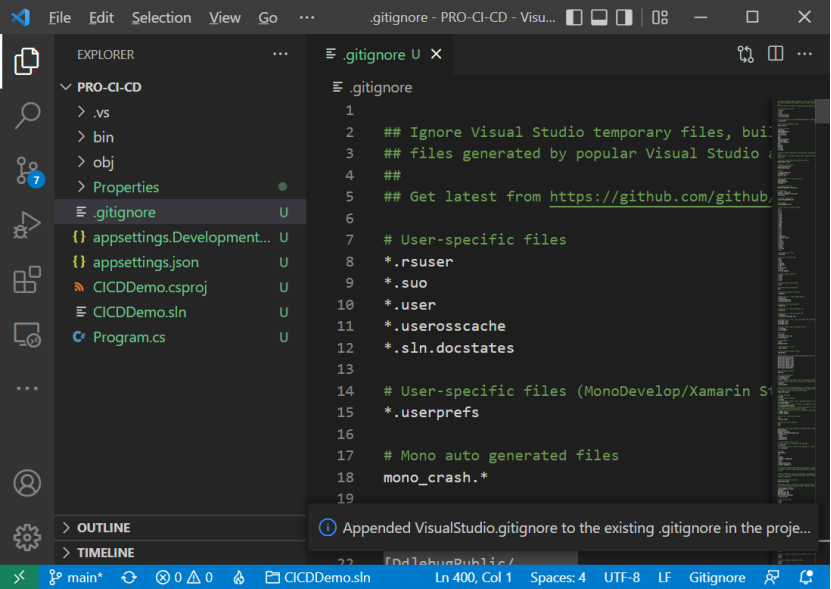 File Edit Selection View Go ··· .gitignore - PRO-CI-CD - Visu...
EXPLORER ···
PRO-CI-CD
.vs
bin
obj
Properties
.gitignore U
appsettings.Development... U
appsettings.json U
CICDDemo.csproj U
CICDDemo.sln U
Program.cs U
OUTLINE
TIMELINE
7
.gitignore U
.gitignore
1
2 ## Ignore Visual Studio temporary files, bui
3 ## files generated by popular Visual Studio a
4 ##
5 ## Get latest from https://github.com/github/
6
7 # User-specific files
8 *.rsuser
9 *.suo
10 *.user
11 *.userosscache
12 *.sln.docstates
13
14 # User-specific files (MonoDevelop/Xamarin St
15 *.userprefs
16
17 # Mono auto generated files
18 mono_crash.*
19
Appended VisualStudio.gitignore to the existing .gitignore in the proje...
22 [DdlebugPublic/
main* 0 0 CICDDemo.sln Ln 400, Col 1 Spaces: 4 UTF-8 LF Gitignore